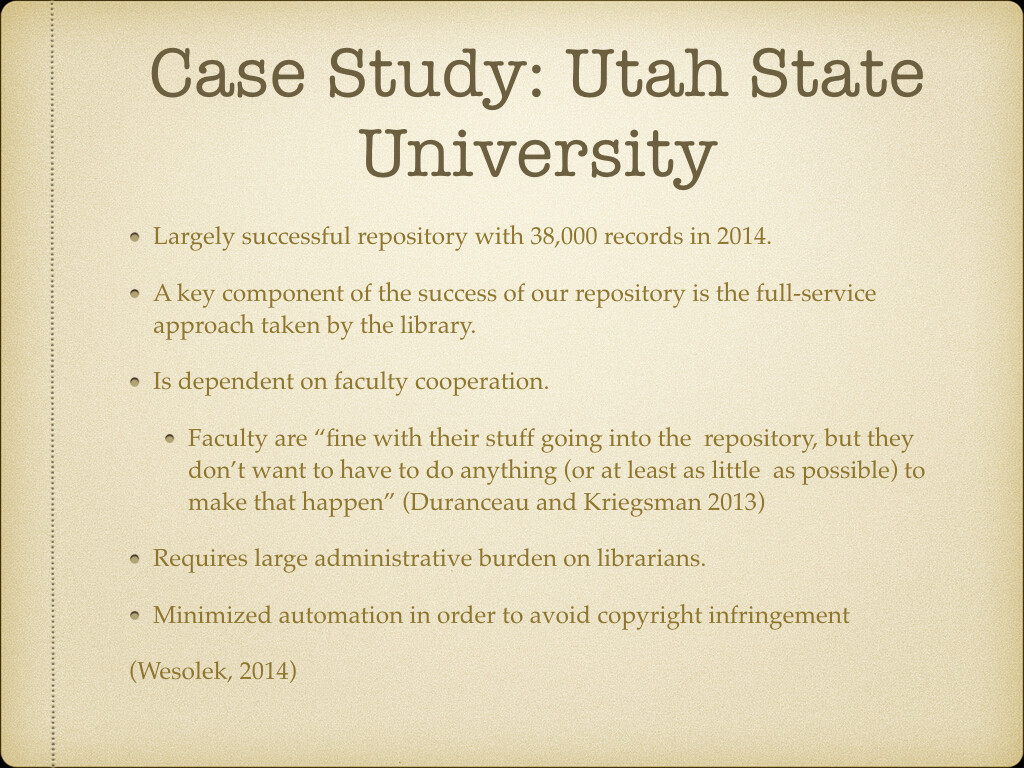 Case Study: Utah State
University
• Largely successful repository with 38,000 records in 2014.
• A key component of the success of our repository is the full-service
approach taken by the library.
• Is dependent on faculty cooperation.
• Faculty are “fine with their stuff going into the  repository, but they
don’t want to have to do anything (or at least as little  as possible) to
make that happen” (Duranceau and Kriegsman 2013)
• Requires large administrative burden on librarians.
• Minimized automation in order to avoid copyright infringement
(Wesolek, 2014)